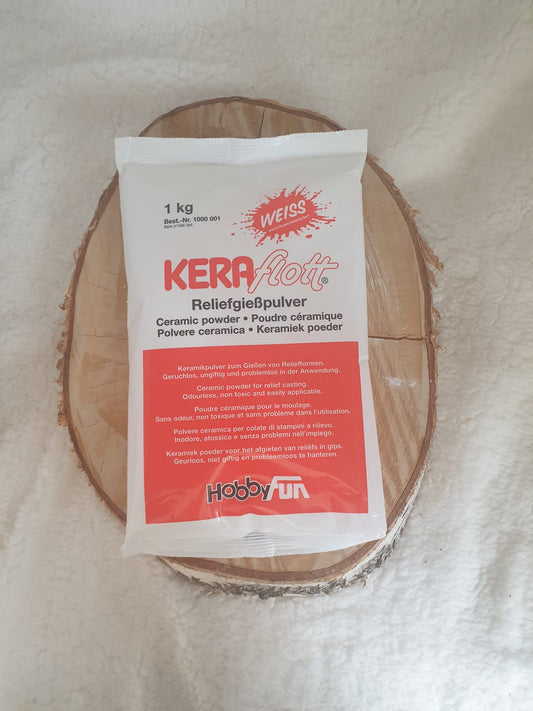 1 kg
Best.-Nr. 1000 001
WEISS
KERAflott®
Reliefgießpulver
Ceramic powder • Poudre céramique
Polvere ceramica • Keramiek poeder
Keramikpulver zum Gießen von Reliefformen.
Geruchlos, ungiftig und problemlos in der Anwendung.
Ceramic powder for relief casting.
Odourless, non toxic and easily applicable.
Poudre céramique pour le moulage.
Sans odeur, non toxique et sans problème dans l'utilisation.
Polvere ceramica per colate di stampini a rilievo.
Inodore, atossica e senza problemi nell'impiego.
Keramiek poeder voor het afgieten van reliëfs in gips.
Geurloos, niet giftig en probleemloos te hanteren.
HobbyFun